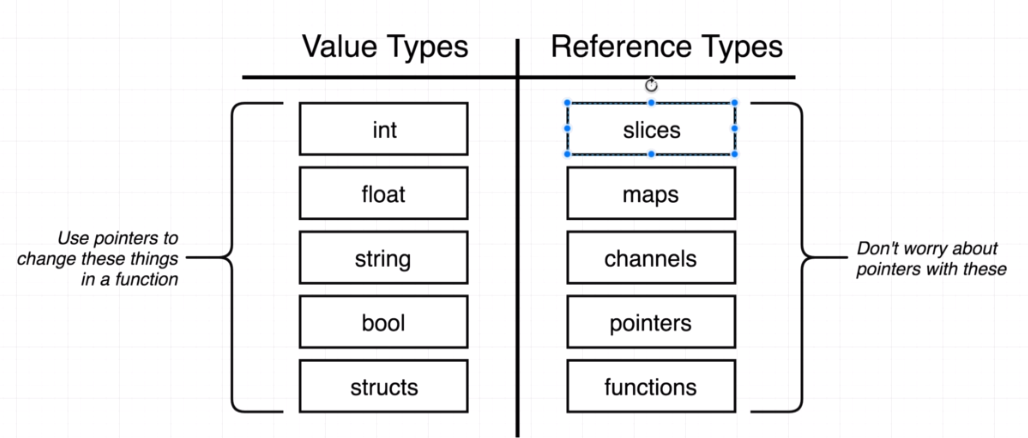 Value Types
Reference Types
int
slices
float
maps
string
channels
bool
pointers
structs
functions
Use pointers to
change these things
in a function
Don't worry about
pointers with these